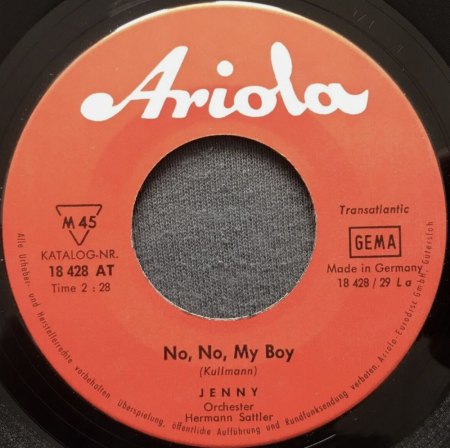 Ariola
M 45
KATALOG-NR.
18 428 AT
Time 2 : 28
Transatlantic
GEMA
Made in Germany
18 428 / 29 La
No, No, My Boy
(Kullmann)
JENNY
Orchester
Hermann Sattler
Alle Urheber- und Herstellerrechte vorbehalten Überspielung, öffentliche Aufführung und Rundfunksendung verboten Ariola-Eurodisc GmbH. Gütersloh